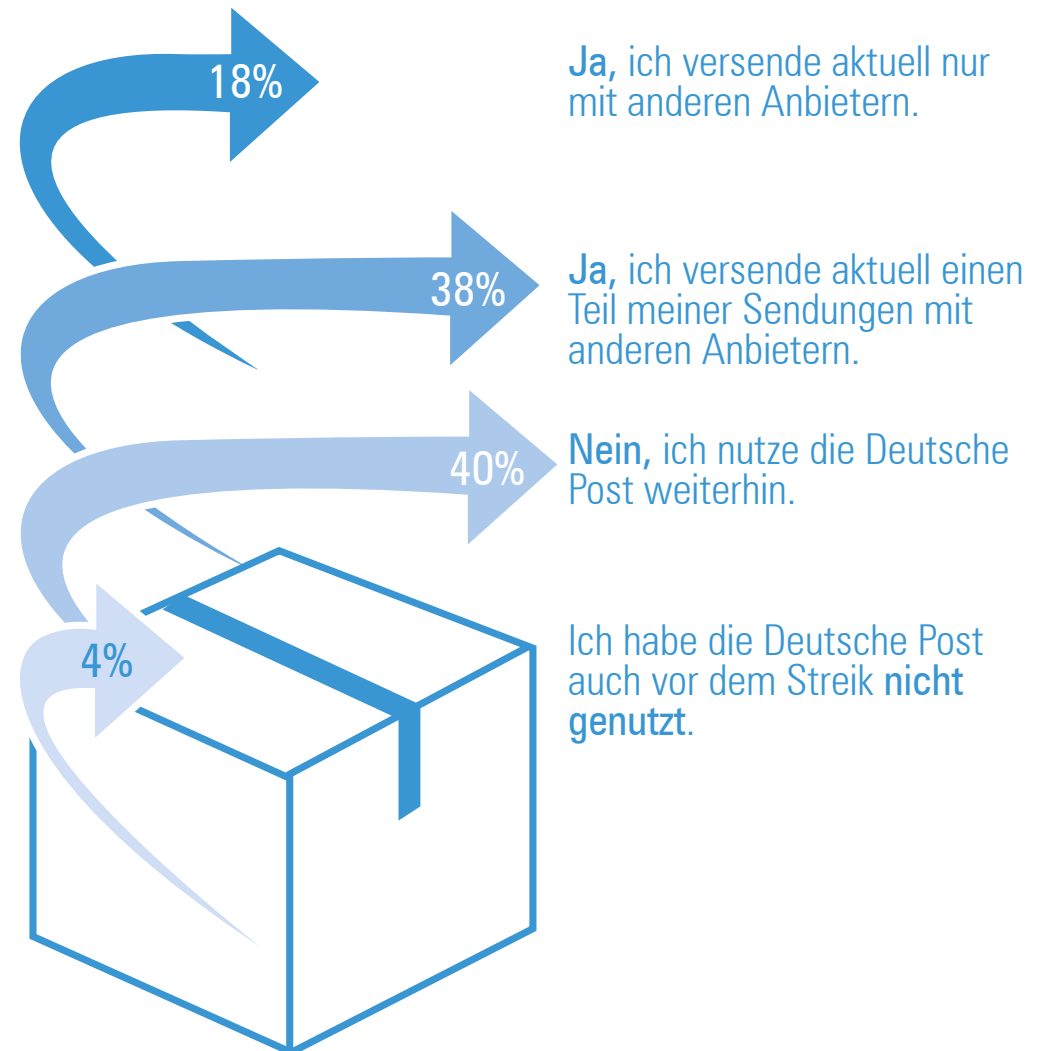 18%
Ja, ich versende aktuell nur
mit anderen Anbietern.
38%
Ja, ich versende aktuell einen
Teil meiner Sendungen mit
anderen Anbietern.
40%
Nein, ich nutze die Deutsche
Post weiterhin.
4%
Ich habe die Deutsche Post
auch vor dem Streik nicht
genutzt.